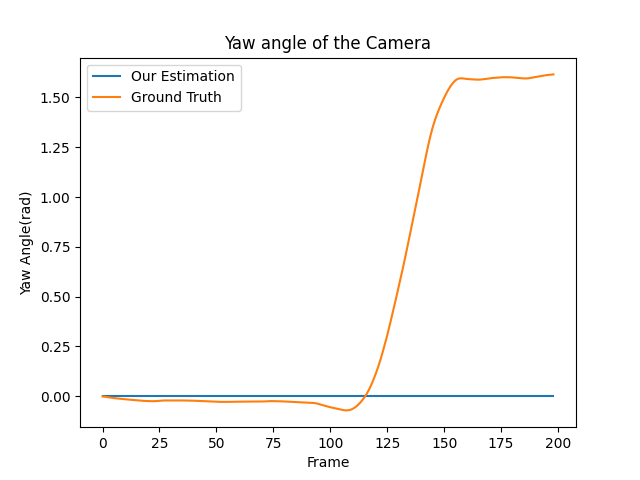 Yaw angle of the Camera
Our Estimation
Ground Truth
1.50
1.25
1.00
0.75
0.50
0.25
0.00
Yaw Angle(rad)
0 25 50 75 100 125 150 175 200
Frame